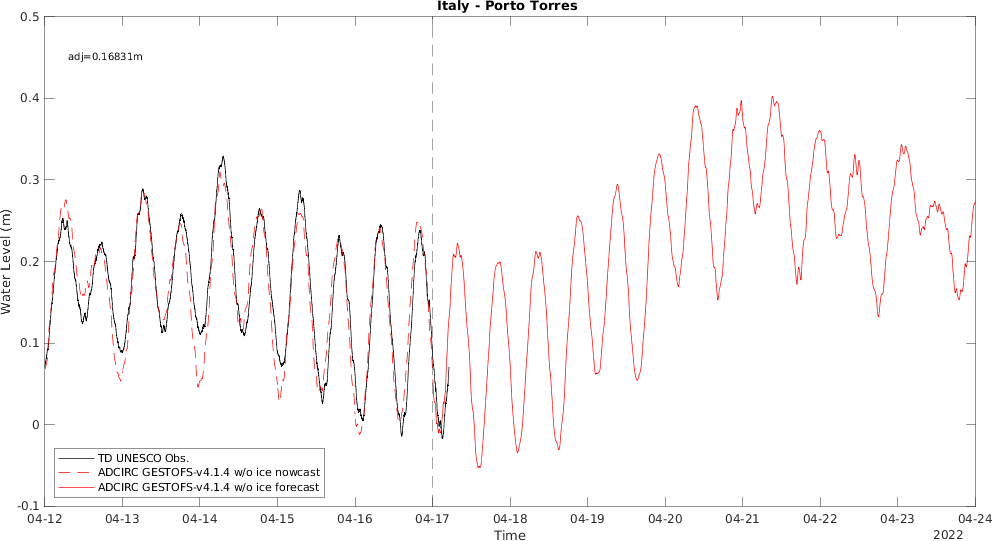 Italy - Porto Torres
adj=0.16831m
Water Level (m)
0.5
0.4
0.3
0.2
0.1
0
-0.1
TD UNESCO Obs.
ADCIRC GESTOFS-v4.1.4 w/o ice nowcast
ADCIRC GESTOFS-v4.1.4 w/o ice forecast
04-12 04-13 04-14 04-15 04-16 04-17 04-18 04-19 04-20 04-21 04-22 04-23 04-24
Time
2022